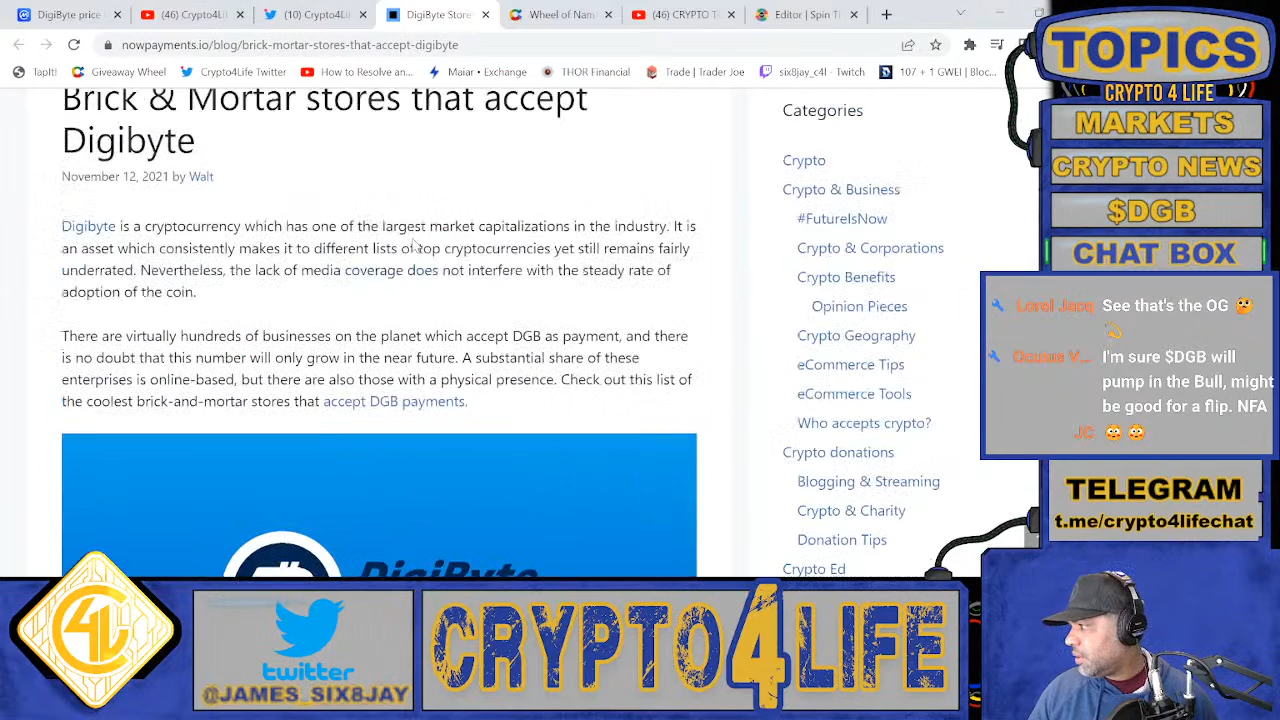 DigiByte price
(46) Crypto4Li
(10) Crypto4L
DigiByte Store
Wheel of Nam
(46) CRYPTO T
Editor | Spin T
nowpayments.io/blog/brick-mortar-stores-that-accept-digibyte
TapIt!
Giveaway Wheel
Crypto4Life Twitter
How to Resolve an...
Maiar • Exchange
THOR Financial
Trade | Trader Joe
six8jay_c4l - Twitch
107 + 1 GWEI | Bloc...
Brick & Mortar stores that accept
Digibyte
November 12, 2021 by Walt
Digibyte is a cryptocurrency which has one of the largest market capitalizations in the industry. It is
an asset which consistently makes it to different lists of top cryptocurrencies yet still remains fairly
underrated. Nevertheless, the lack of media coverage does not interfere with the steady rate of
adoption of the coin.
There are virtually hundreds of businesses on the planet which accept DGB as payment, and there
is no doubt that this number will only grow in the near future. A substantial share of these
enterprises is online-based, but there are also those with a physical presence. Check out this list of
the coolest brick-and-mortar stores that accept DGB payments.
DigiByte
Categories
Crypto
Crypto & Business
#FutureIsNow
Crypto & Corporations
Crypto Benefits
Opinion Pieces
Crypto Geography
eCommerce Tips
eCommerce Tools
Who accepts crypto?
Crypto donations
Blogging & Streaming
Crypto & Charity
Donation Tips
Crypto Ed
TOPICS
CRYPTO 4 LIFE
MARKETS
CRYPTO NEWS
$DGB
CHAT BOX
See that's the OG 🤔
💫
I'm sure $DGB will
pump in the Bull, might
be good for a flip. NFA
JC 😳 😳
TELEGRAM
t.me/crypto4lifechat
C4L
twitter
@JAMES_SIX8JAY
CRYPTO4LIFE